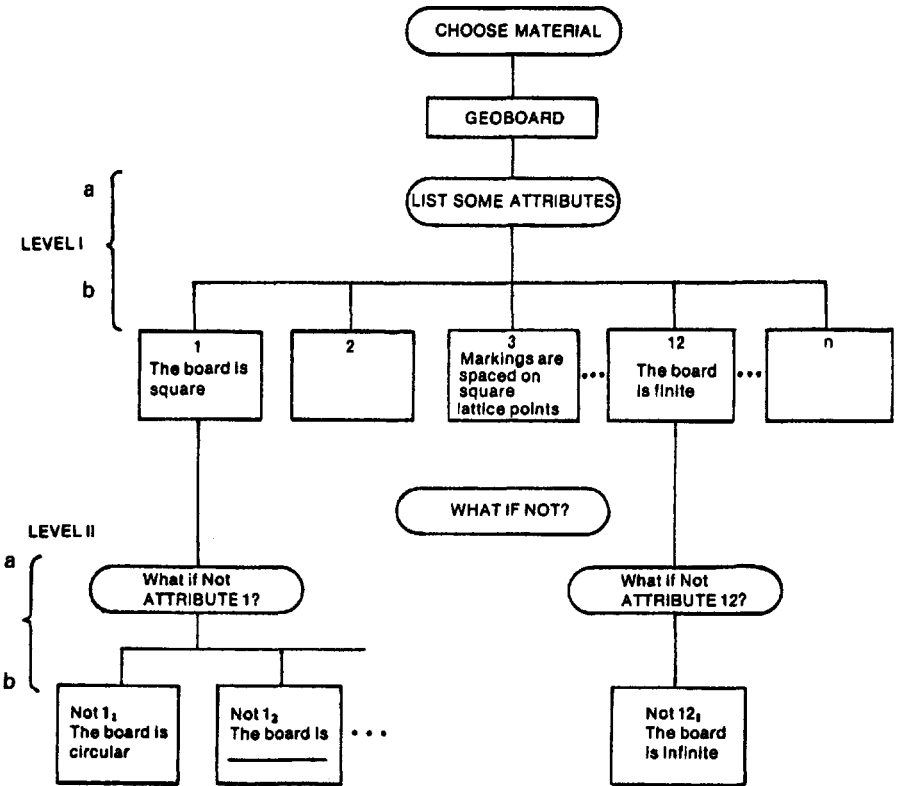 CHOOSE MATERIAL
GEOBOARD
a
LIST SOME ATTRIBUTES
LEVEL I
b
1
The board is
square
2
3
Markings are
spaced on
square
lattice points
...
12
The board
is finite
...
n
WHAT IF NOT?
LEVEL II
a
What if Not
ATTRIBUTE 1?
What if Not
ATTRIBUTE 12?
b
Not 1₁
The board is
circular
Not 1₂
The board is
...
Not 12₁
The board
is infinite